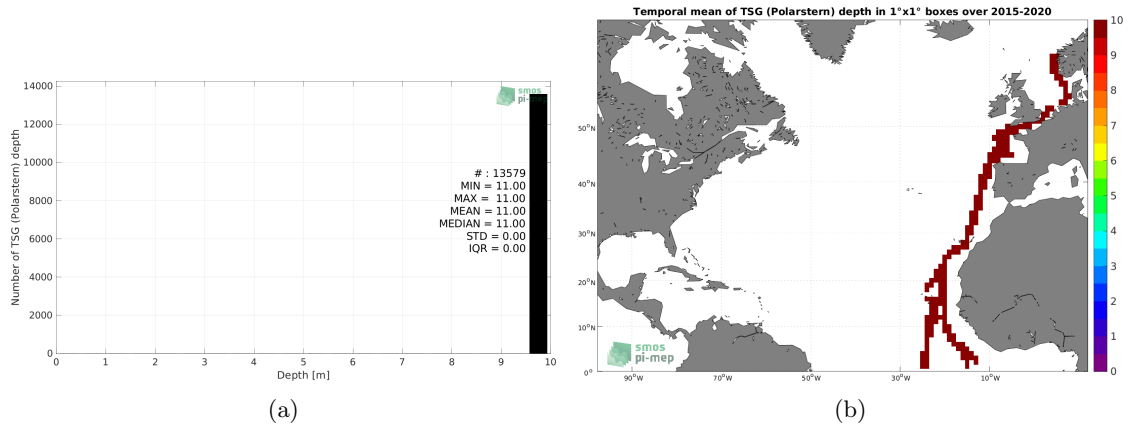 14000
12000
10000
8000
6000
4000
2000
0
Number of TSG (Polarstern) depth
smos
pi-mep
# : 13579
MIN = 11.00
MAX = 11.00
MEAN = 11.00
MEDIAN = 11.00
STD = 0.00
IQR = 0.00
0 1 2 3 4 5 6 7 8 9 10
Depth [m]
(a)
Temporal mean of TSG (Polarstern) depth in 1°x1° boxes over 2015-2020
50°N
40°N
30°N
20°N
10°N
0°
90°W 70°W 50°W 30°W 10°W
smos
pi-mep
10
9
8
7
6
5
4
3
2
1
0
(b)